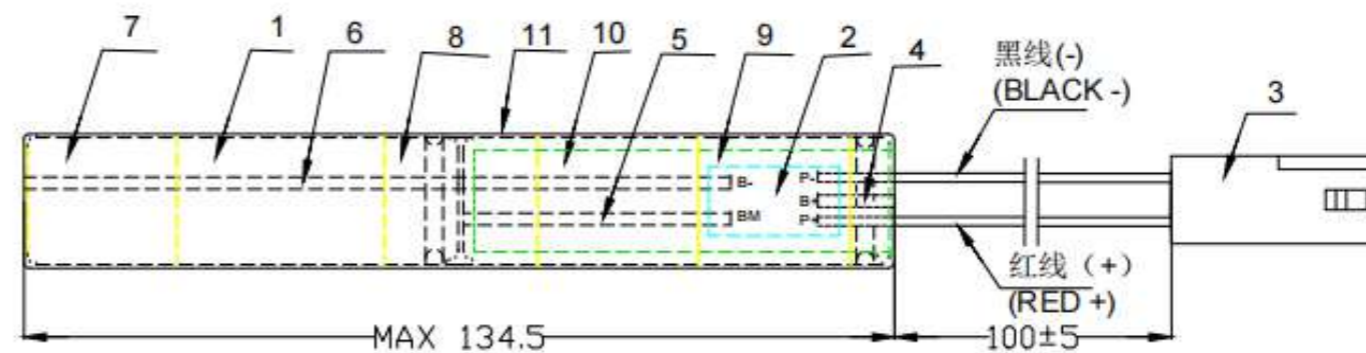 7
1
6
8
11
10
5
9
2
4
黑线(-)
(BLACK -)
3
B-
BM
P-
B+
P+
红线（+）
(RED +)
MAX 134.5
100±5